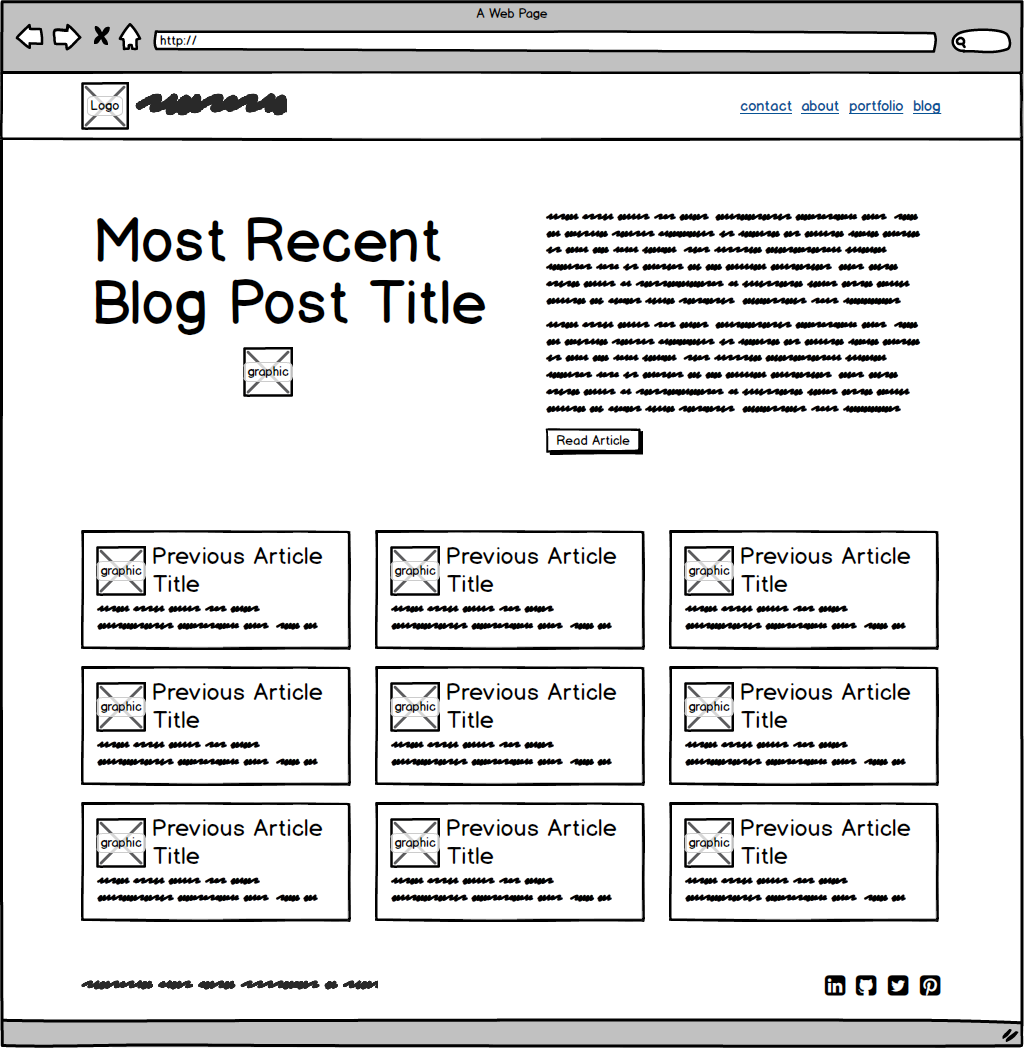 A Web Page
http://
Logo
contact about portfolio blog
Most Recent
Blog Post Title
graphic
Read Article
graphic
Previous Article
Title
graphic
Previous Article
Title
graphic
Previous Article
Title
graphic
Previous Article
Title
graphic
Previous Article
Title
graphic
Previous Article
Title
graphic
Previous Article
Title
graphic
Previous Article
Title
graphic
Previous Article
Title
in